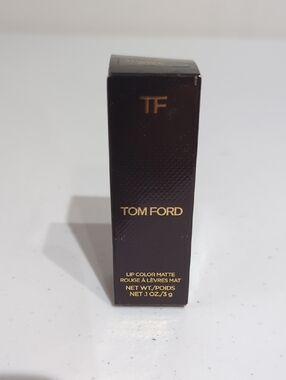 TF
TOM FORD
LIP COLOR MATTE
ROUGE À LÈVRES MAT
NET WT./POIDS
NET .1 OZ./3 g